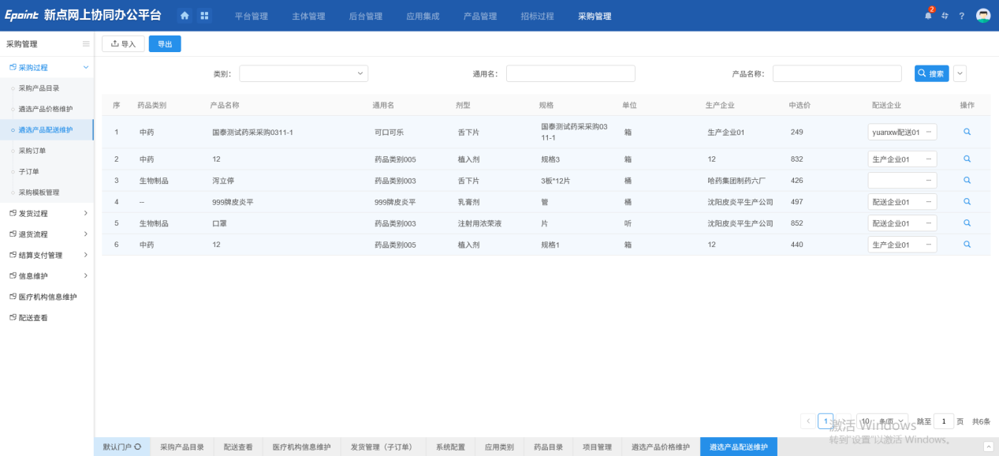 Epoint 新点网上协同办公平台 平台管理 主体管理 后台管理 应用集成 产品管理 招标过程 采购管理 2 ?
采购管理
导入 导出
采购过程
采购产品目录
遴选产品价格维护
遴选产品配送维护
采购订单
子订单
采购模板管理
发货过程
退货流程
结算支付管理
信息维护
医疗机构信息维护
配送查看
类别: 通用名: 产品名称: 搜索
序 药品类别 产品名称 通用名 剂型 规格 单位 生产企业 中选价 配送企业 操作
1 中药 国泰测试药采采购0311-1 可口可乐 舌下片 国泰测试药采采购03 箱 生产企业01 249 yuanxw配送01 ...
11-1
2 中药 12 药品类别005 植入剂 规格3 箱 12 832 生产企业01 ...
3 生物制品 泻立停 药品类别003 舌下片 3板*12片 桶 哈药集团制药六厂 426 ...
4 -- 999牌皮炎平 999牌皮炎平 乳膏剂 管 桶 沈阳皮炎平生产公司 497 配送企业01 ...
5 生物制品 口罩 药品类别003 注射用浓荣液 片 听 沈阳皮炎平生产公司 852 配送企业01 ...
6 中药 12 药品类别005 植入剂 规格1 箱 12 440 生产企业01 ...
1 10 条/页 跳至 1 页 共6条
激活 Windows
转到"设置"以激活 Windows。
默认门户 采购产品目录 配送查看 医疗机构信息维护 发货管理（子订单） 系统配置 应用类别 药品目录 项目管理 遴选产品价格维护 遴选产品配送维护